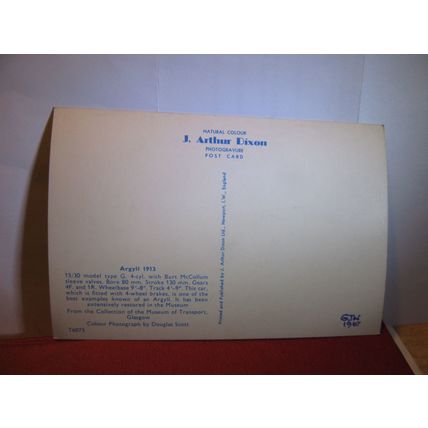 NATURAL COLOUR
J. Arthur Dixon
PHOTOGRAVURE
POST CARD
Printed and Published by J. Arthur Dixon Ltd., Newport, I.W., England
Argyll 1913
15/30 model type G. 4-cyl. with Burt McCollum
sleeve valves. Bore 80 mm. Stroke 130 mm. Gears
4F. and 1R. Wheelbase 9'-8". Track 4'-9". This car,
which is fitted with 4-wheel brakes, is one of the
best examples known of an Argyll. It has been
extensively restored in the Museum
From the Collection of the Museum of Transport,
Glasgow
Colour Photograph by Douglas Scott